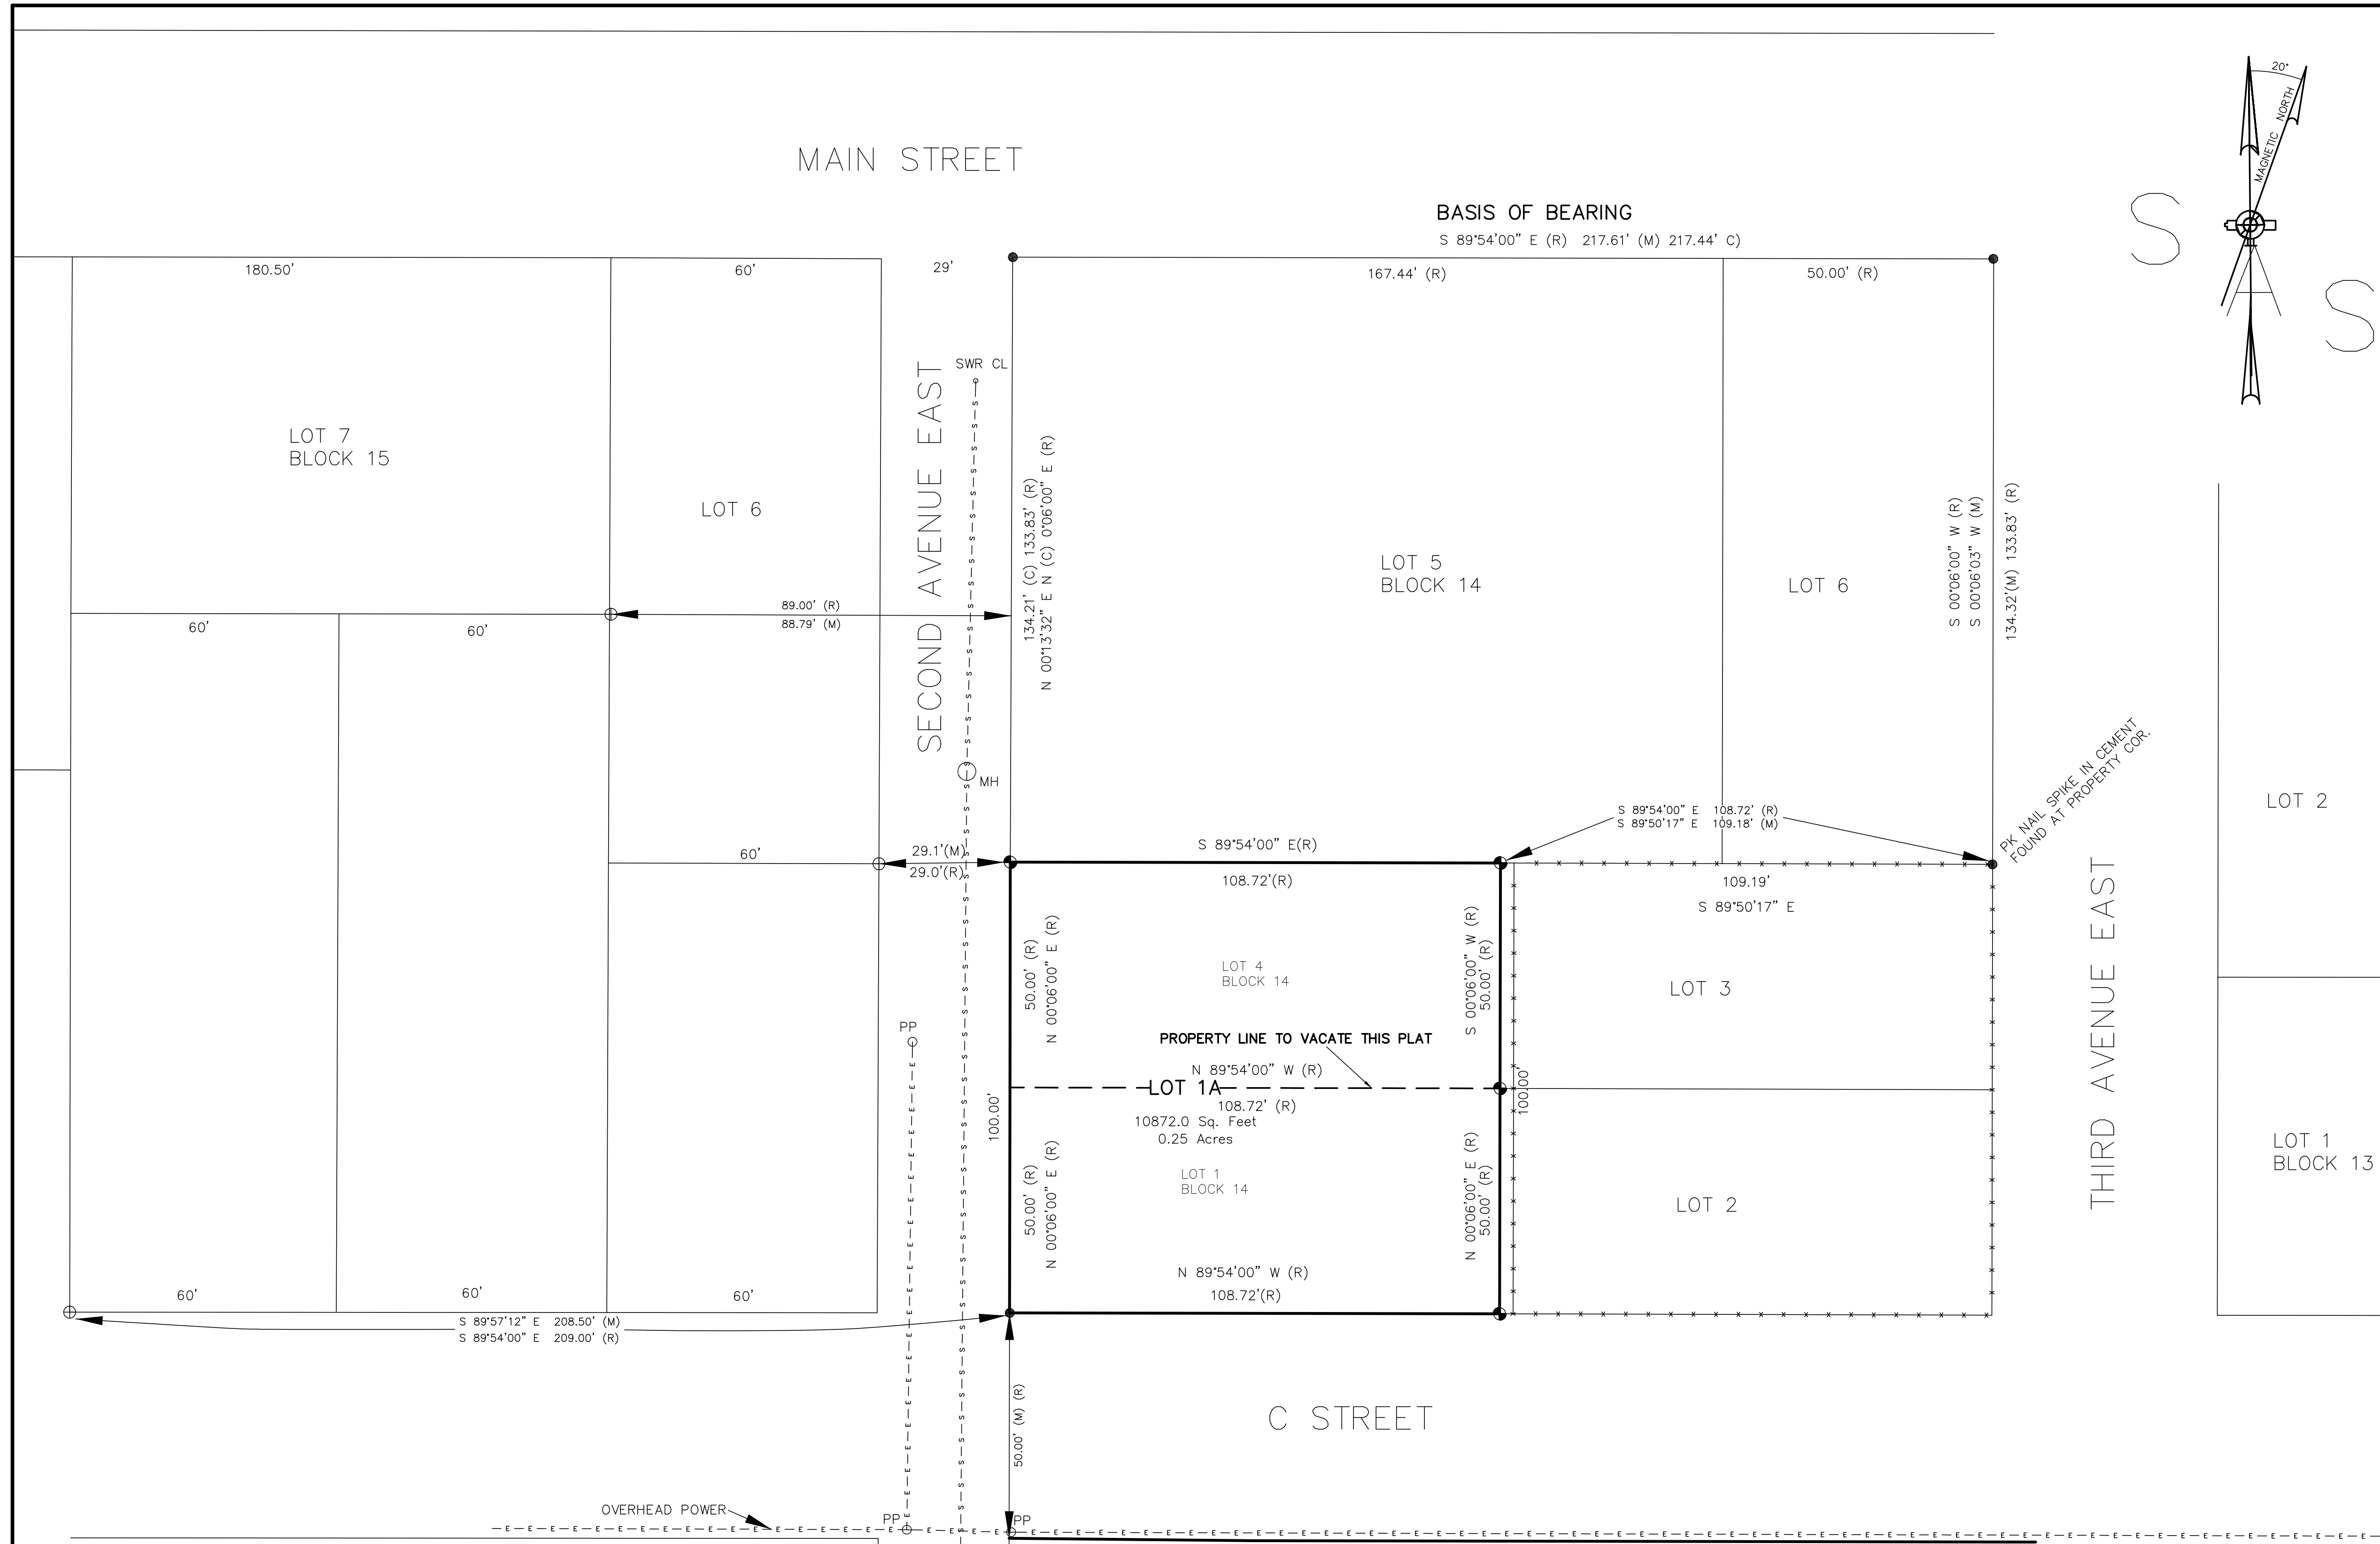 20°
MAGNETIC NORTH
S
S
MAIN STREET
BASIS OF BEARING
S 89°54'00" E (R) 217.61' (M) 217.44' C)
180.50'
60'
29'
167.44' (R)
50.00' (R)
SWR CL
SECOND AVENUE EAST
LOT 7
BLOCK 15
LOT 6
134.21' (C) 133.83' (R)
N 00°13'32" E N (C) 0°06'00" E (R)
LOT 5
BLOCK 14
LOT 6
S 00°06'00" W (R)
S 00°06'03" W (M)
134.32'(M) 133.83' (R)
89.00' (R)
88.79' (M)
60'
60'
MH
PK NAIL SPIKE IN CEMENT
FOUND AT PROPERTY COR.
LOT 2
S 89°54'00" E 108.72' (R)
S 89°50'17" E 109.18' (M)
60'
29.1'(M)
29.0'(R)
S 89°54'00" E(R)
108.72'(R)
109.19'
S 89°50'17" E
50.00' (R)
N 00°06'00" E (R)
LOT 4
BLOCK 14
S 00°06'00" W (R)
50.00' (R)
LOT 3
THIRD AVENUE EAST
PP
PROPERTY LINE TO VACATE THIS PLAT
N 89°54'00" W (R)
LOT 1A
108.72' (R)
10872.0 Sq. Feet
0.25 Acres
100.00'
100.00'
LOT 1
BLOCK 13
50.00' (R)
N 00°06'00" E (R)
LOT 1
BLOCK 14
N 00°06'00" E (R)
50.00' (R)
LOT 2
N 89°54'00" W (R)
108.72'(R)
60'
60'
60'
S 89°57'12" E 208.50' (M)
S 89°54'00" E 209.00' (R)
50.00' (M) (R)
C STREET
OVERHEAD POWER
PP
PP